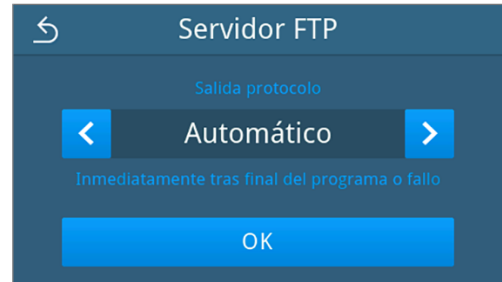 Servidor FTP
Salida protocolo
Automático
Inmediatamente tras final del programa o fallo
OK